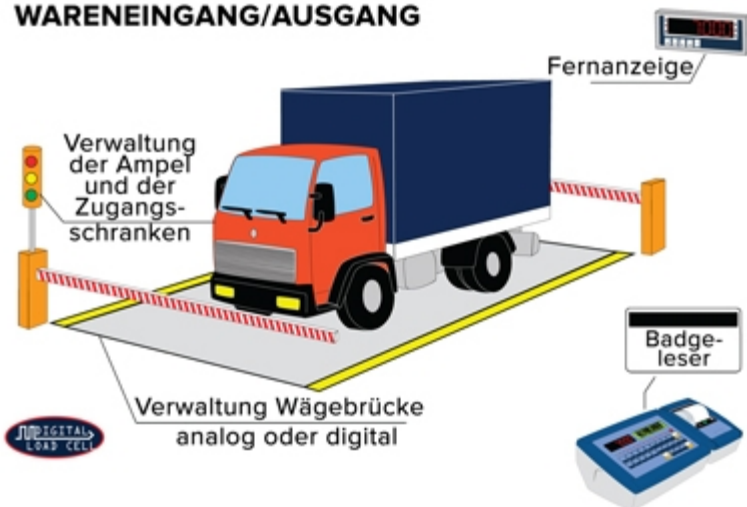 WARENEINGANG/AUSGANG
Fernanzeige
Verwaltung
der Ampel
und der
Zugangs-
schranken
Badge-
leser
Verwaltung Wägebrücke
analog oder digital
DIGITAL
LOAD CELL